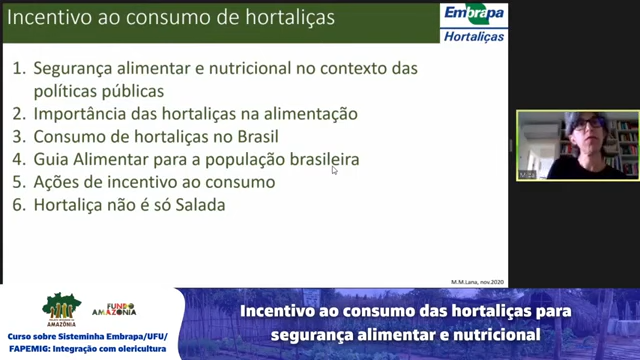 Incentivo ao consumo de hortaliças
Embrapa
Hortaliças
1. Segurança alimentar e nutricional no contexto das
políticas públicas
2. Importância das hortaliças na alimentação
3. Consumo de hortaliças no Brasil
4. Guia Alimentar para a população brasileira
5. Ações de incentivo ao consumo
6. Hortaliça não é só Salada
M.M.Lana, nov.2020
AMAZÔNIA
FUNDO
AMAZÔNIA
Curso sobre Sisteminha Embrapa/UFU/
FAPEMIG: Integração com olericultura
Incentivo ao consumo das hortaliças para
segurança alimentar e nutricional